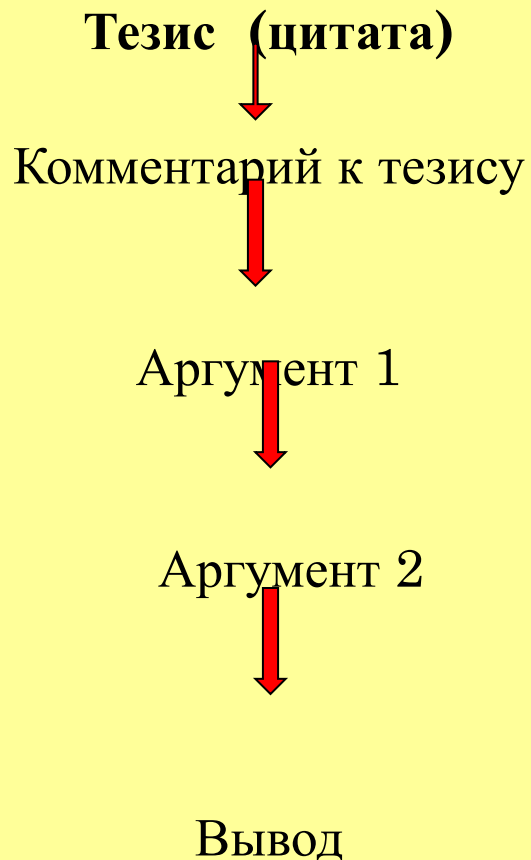 Тезис (цитата)
Комментарий к тезису
Аргумент 1
Аргумент 2
Вывод